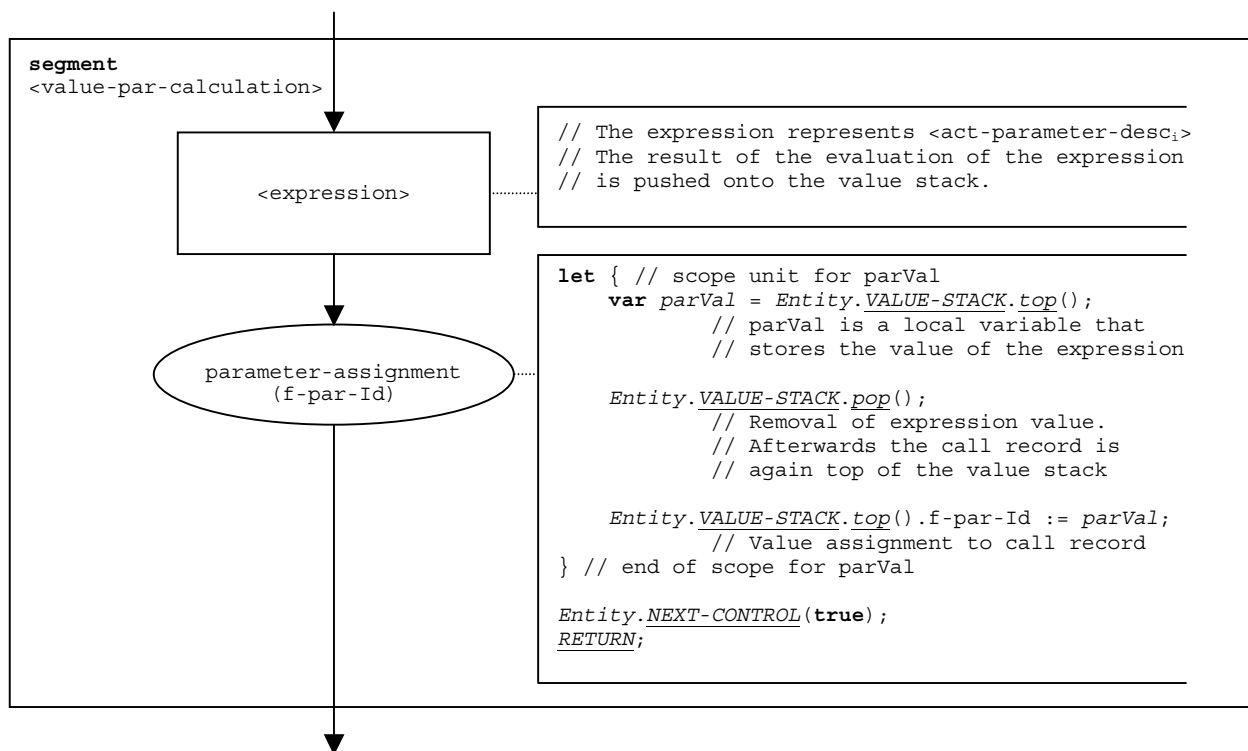 segment
<value-par-calculation>
<expression>
// The expression represents <act-parameter-desci>
// The result of the evaluation of the expression
// is pushed onto the value stack.
parameter-assignment
(f-par-Id)
let { // scope unit for parVal
var parVal = Entity.VALUE-STACK.top();
// parVal is a local variable that
// stores the value of the expression
Entity.VALUE-STACK.pop();
// Removal of expression value.
// Afterwards the call record is
// again top of the value stack
Entity.VALUE-STACK.top().f-par-Id := parVal;
// Value assignment to call record
} // end of scope for parVal
Entity.NEXT-CONTROL(true);
RETURN;